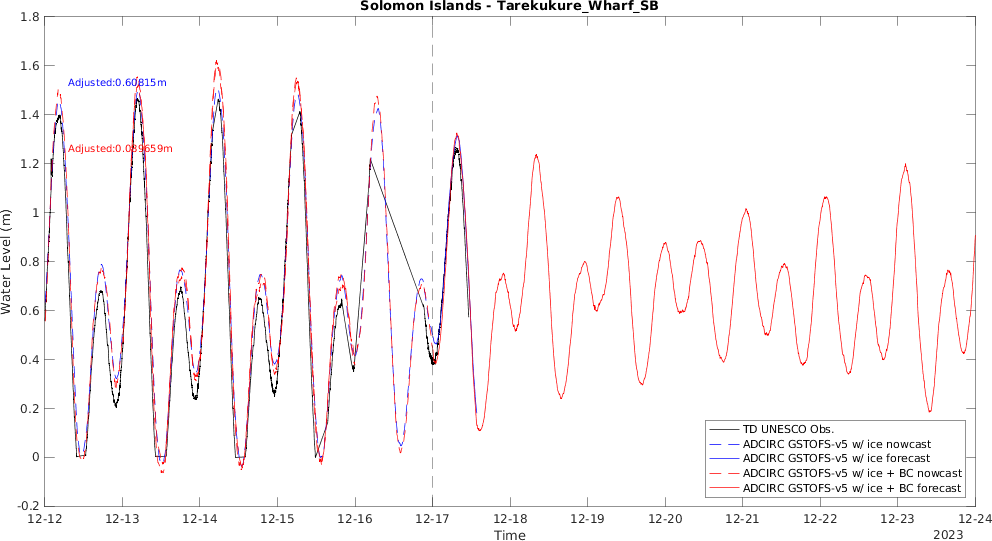 Solomon Islands - Tarekukure_Wharf_SB
1.8
1.6
1.4
1.2
1
0.8
0.6
0.4
0.2
0
-0.2
Water Level (m)
Adjusted:0.60815m
Adjusted:0.039659m
TD UNESCO Obs.
ADCIRC GSTOFS-v5 w/ ice nowcast
ADCIRC GSTOFS-v5 w/ ice forecast
ADCIRC GSTOFS-v5 w/ ice + BC nowcast
ADCIRC GSTOFS-v5 w/ ice + BC forecast
12-12 12-13 12-14 12-15 12-16 12-17 12-18 12-19 12-20 12-21 12-22 12-23 12-24
Time
2023